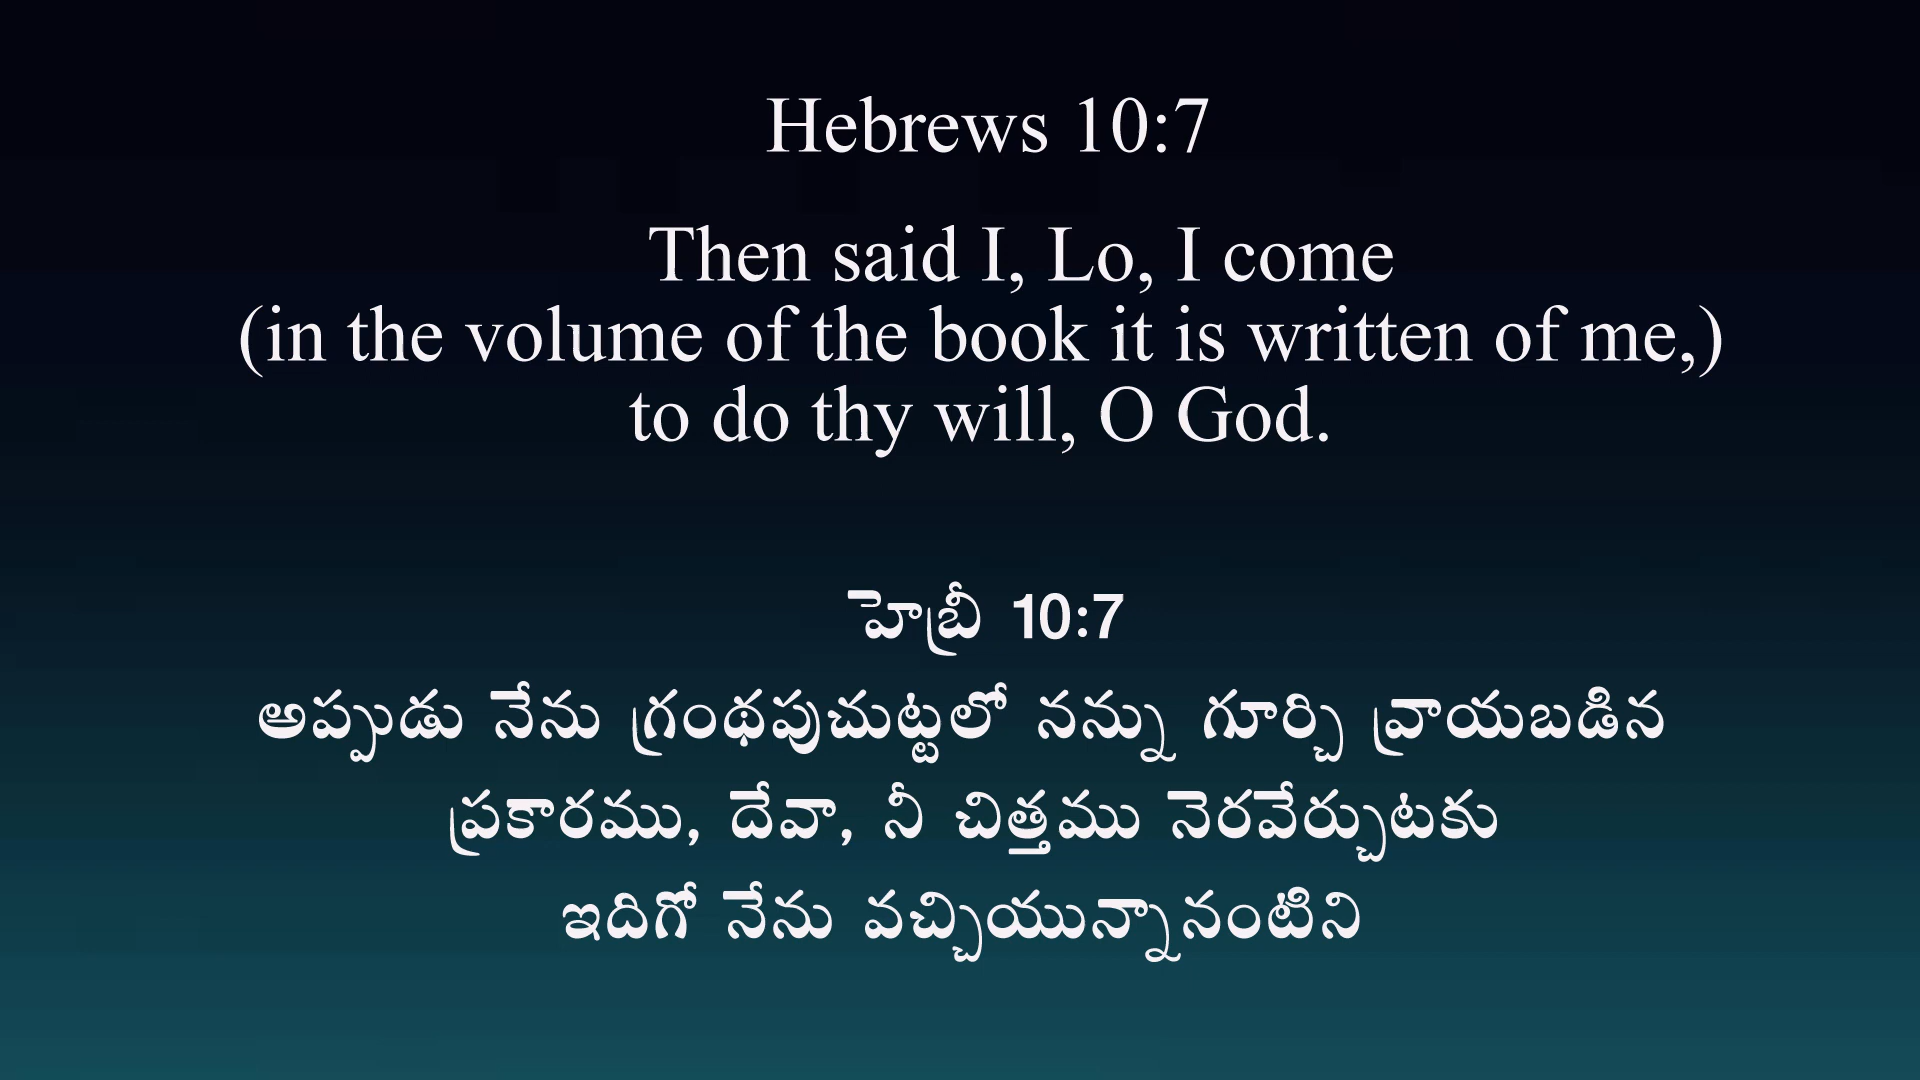 Hebrews 10:7
Then said I, Lo, I come
(in the volume of the book it is written of me,)
to do thy will, O God.
హెబ్రీ 10:7
అప్పుడు నేను గ్రంథపుచుట్టలో నన్ను గూర్చి వ్రాయబడిన
ప్రకారము, దేవా, నీ చిత్తము నెరవేర్చుటకు
ఇదిగో నేను వచ్చియున్నానంటిని